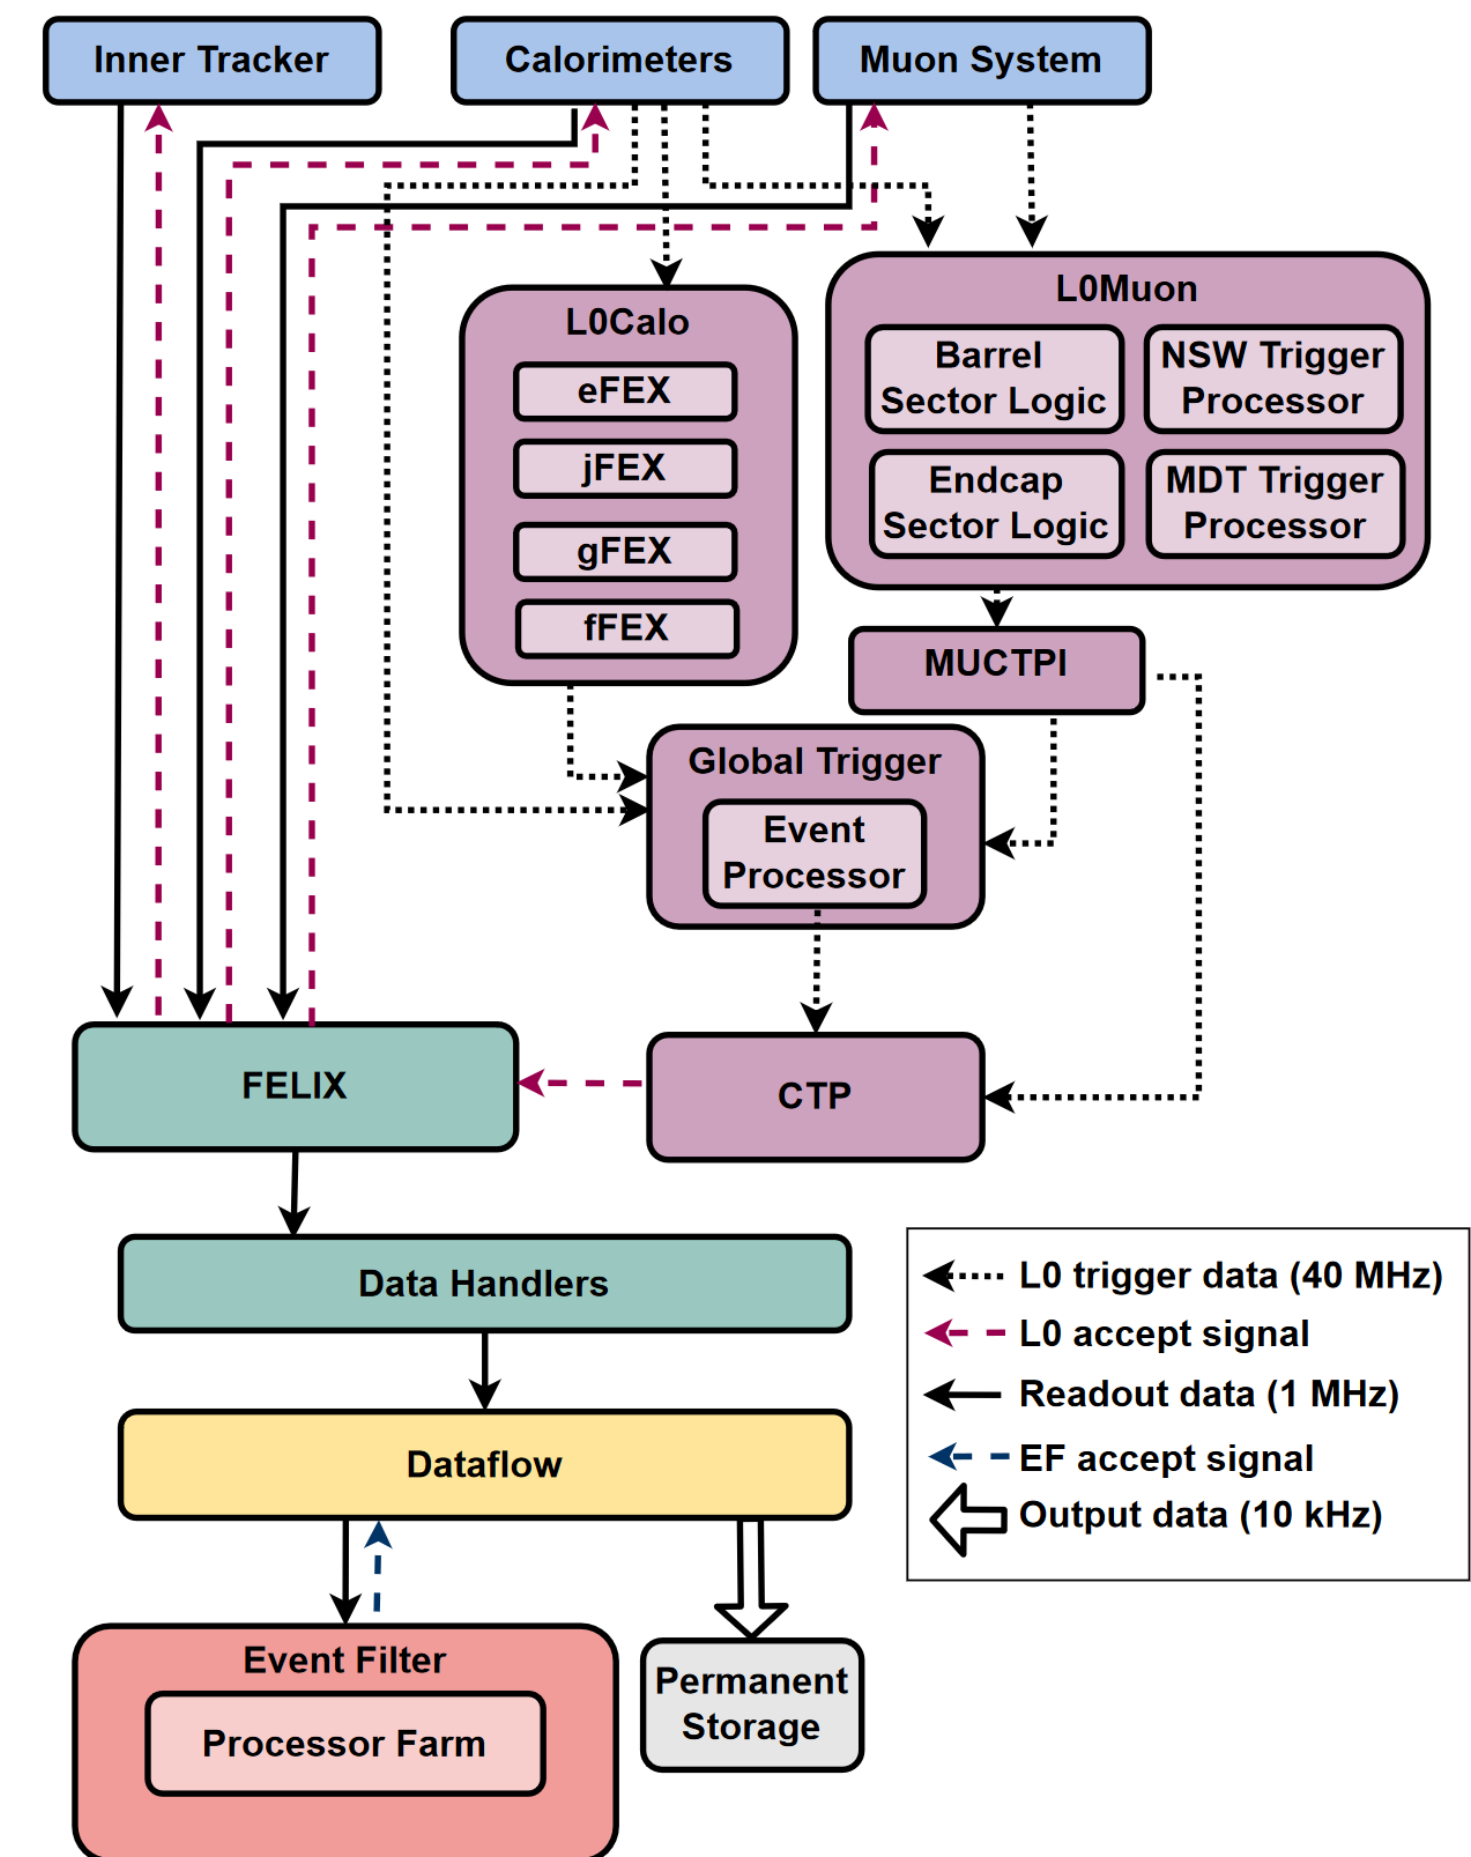 Inner Tracker
Calorimeters
Muon System
L0Calo
eFEX
jFEX
gFEX
fFEX
L0Muon
Barrel
Sector Logic
NSW Trigger
Processor
Endcap
Sector Logic
MDT Trigger
Processor
MUCTPI
Global Trigger
Event
Processor
FELIX
CTP
Data Handlers
Dataflow
Event Filter
Processor Farm
Permanent
Storage
L0 trigger data (40 MHz)
L0 accept signal
Readout data (1 MHz)
EF accept signal
Output data (10 kHz)